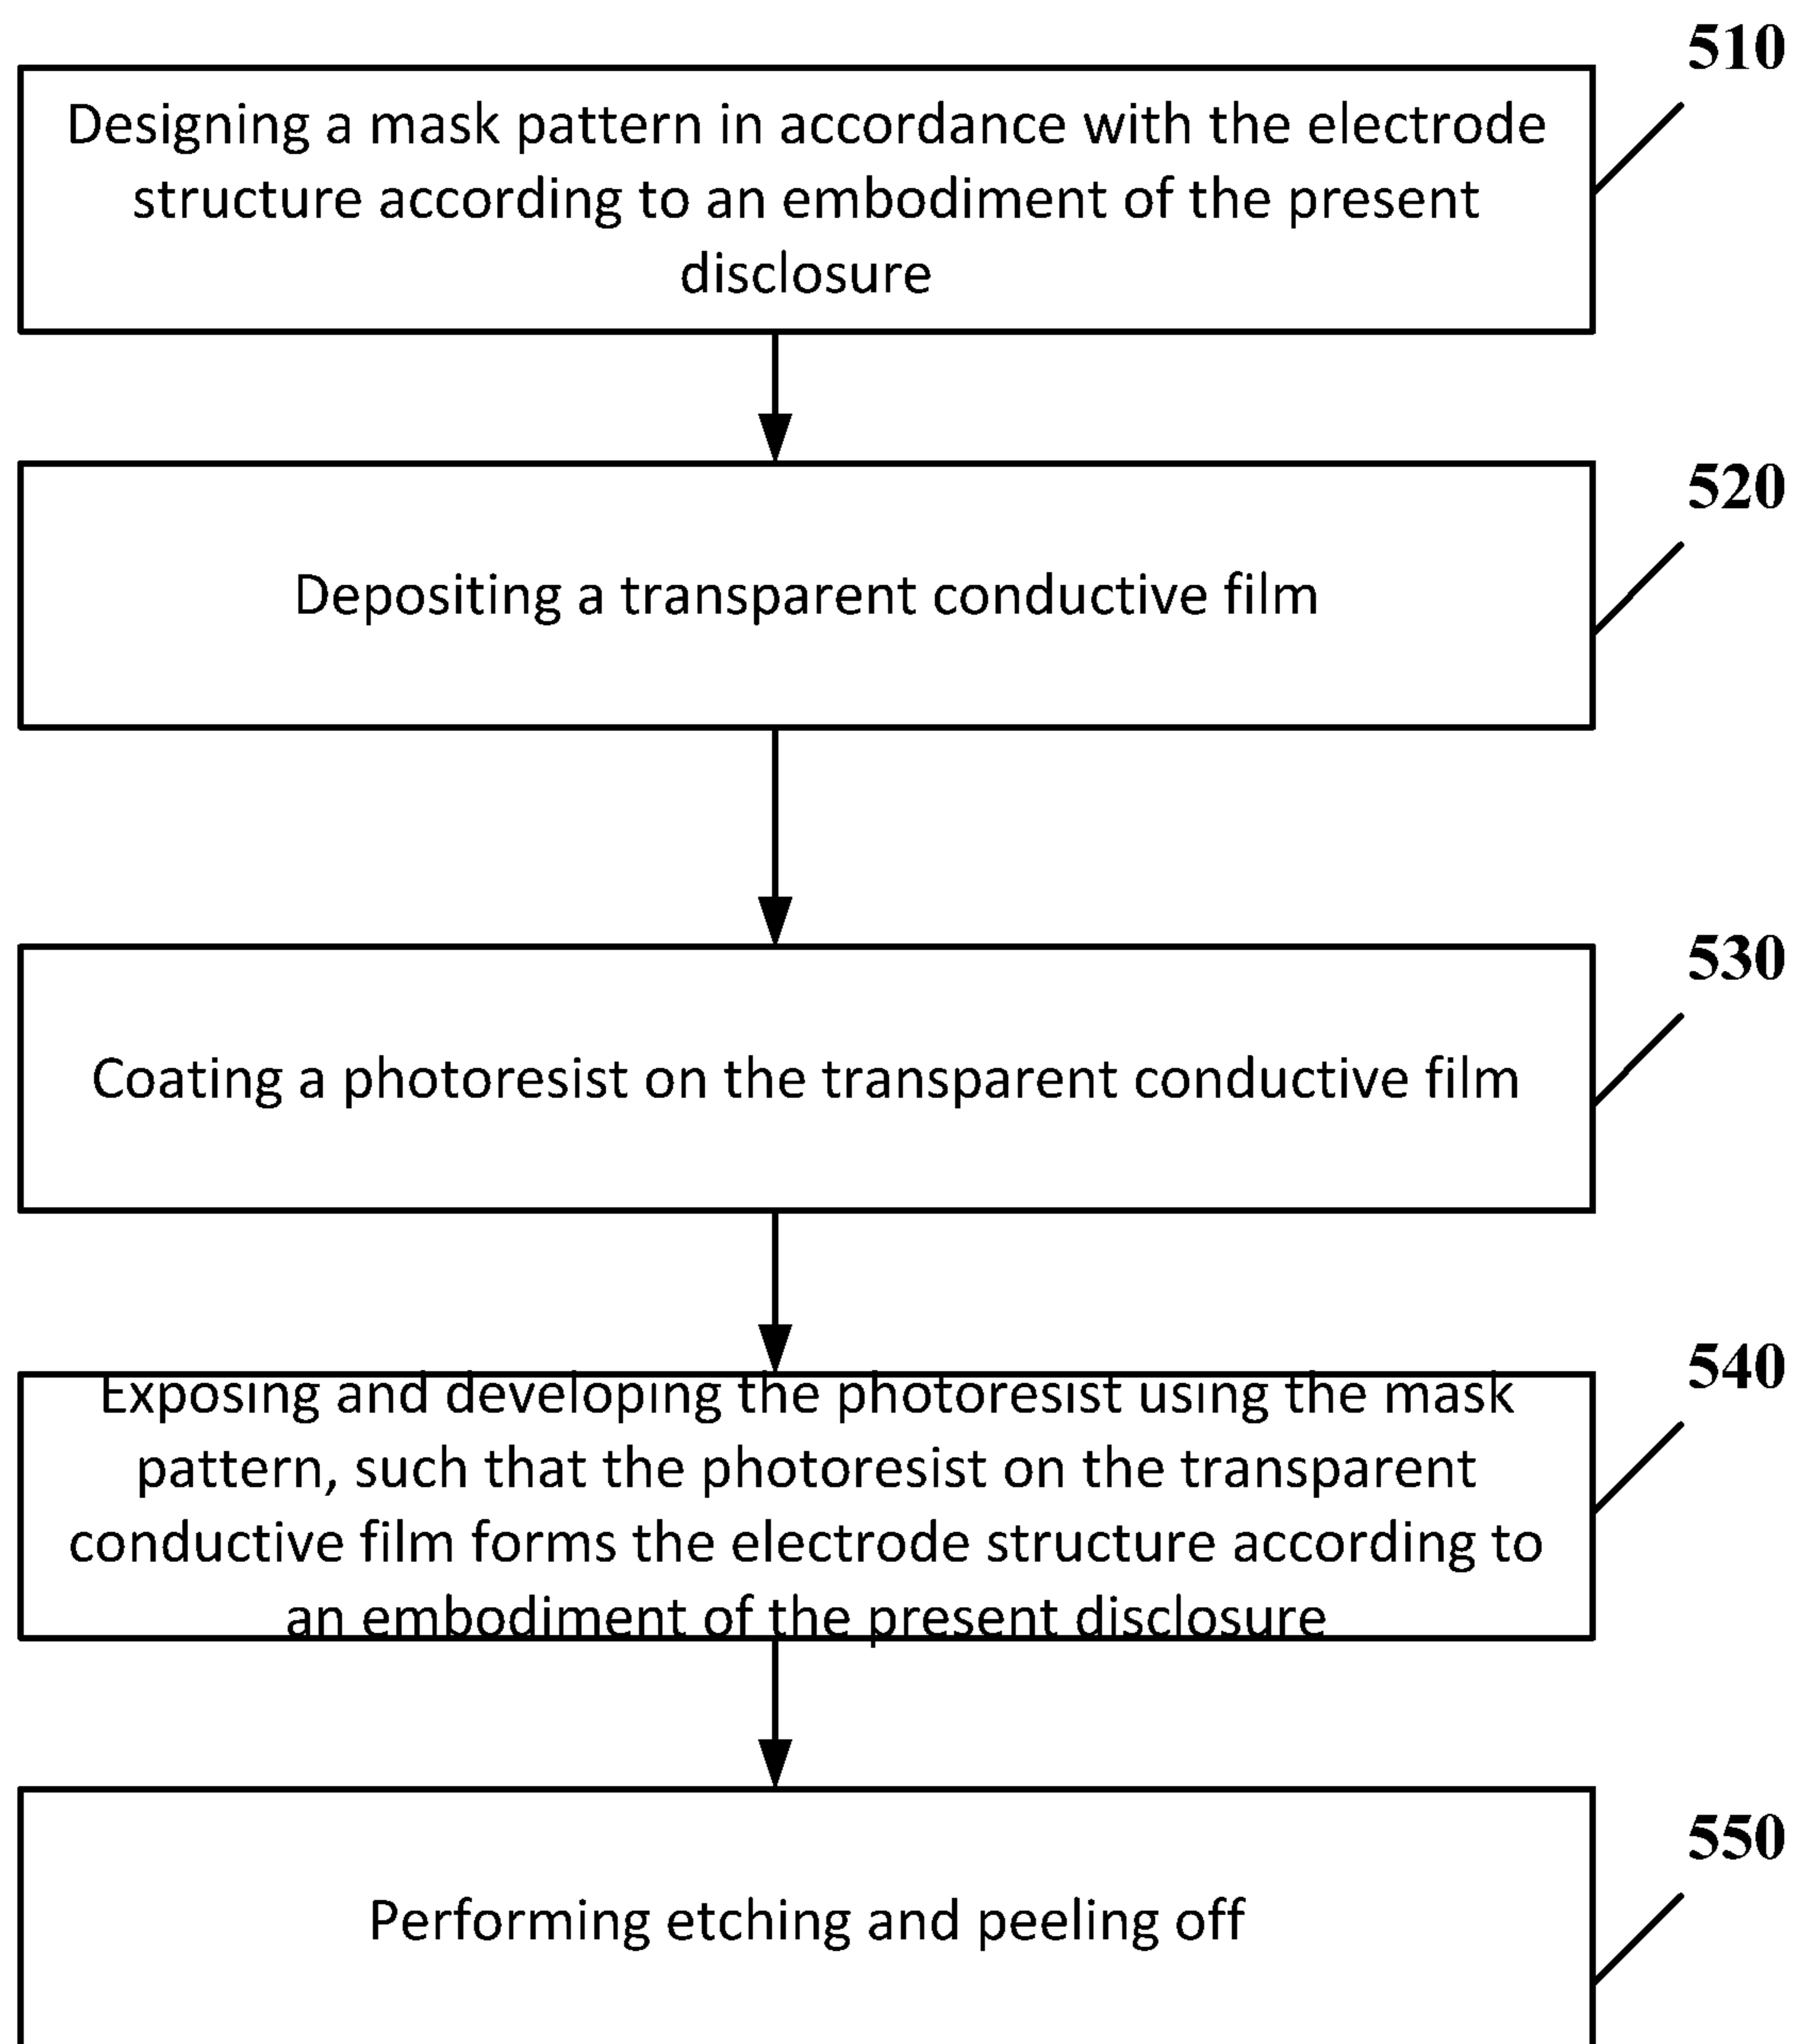 510
Designing a mask pattern in accordance with the electrode
structure according to an embodiment of the present
disclosure
520
Depositing a transparent conductive film
530
Coating a photoresist on the transparent conductive film
540
Exposing and developing the photoresist using the mask
pattern, such that the photoresist on the transparent
conductive film forms the electrode structure according to
an embodiment of the present disclosure
550
Performing etching and peeling off